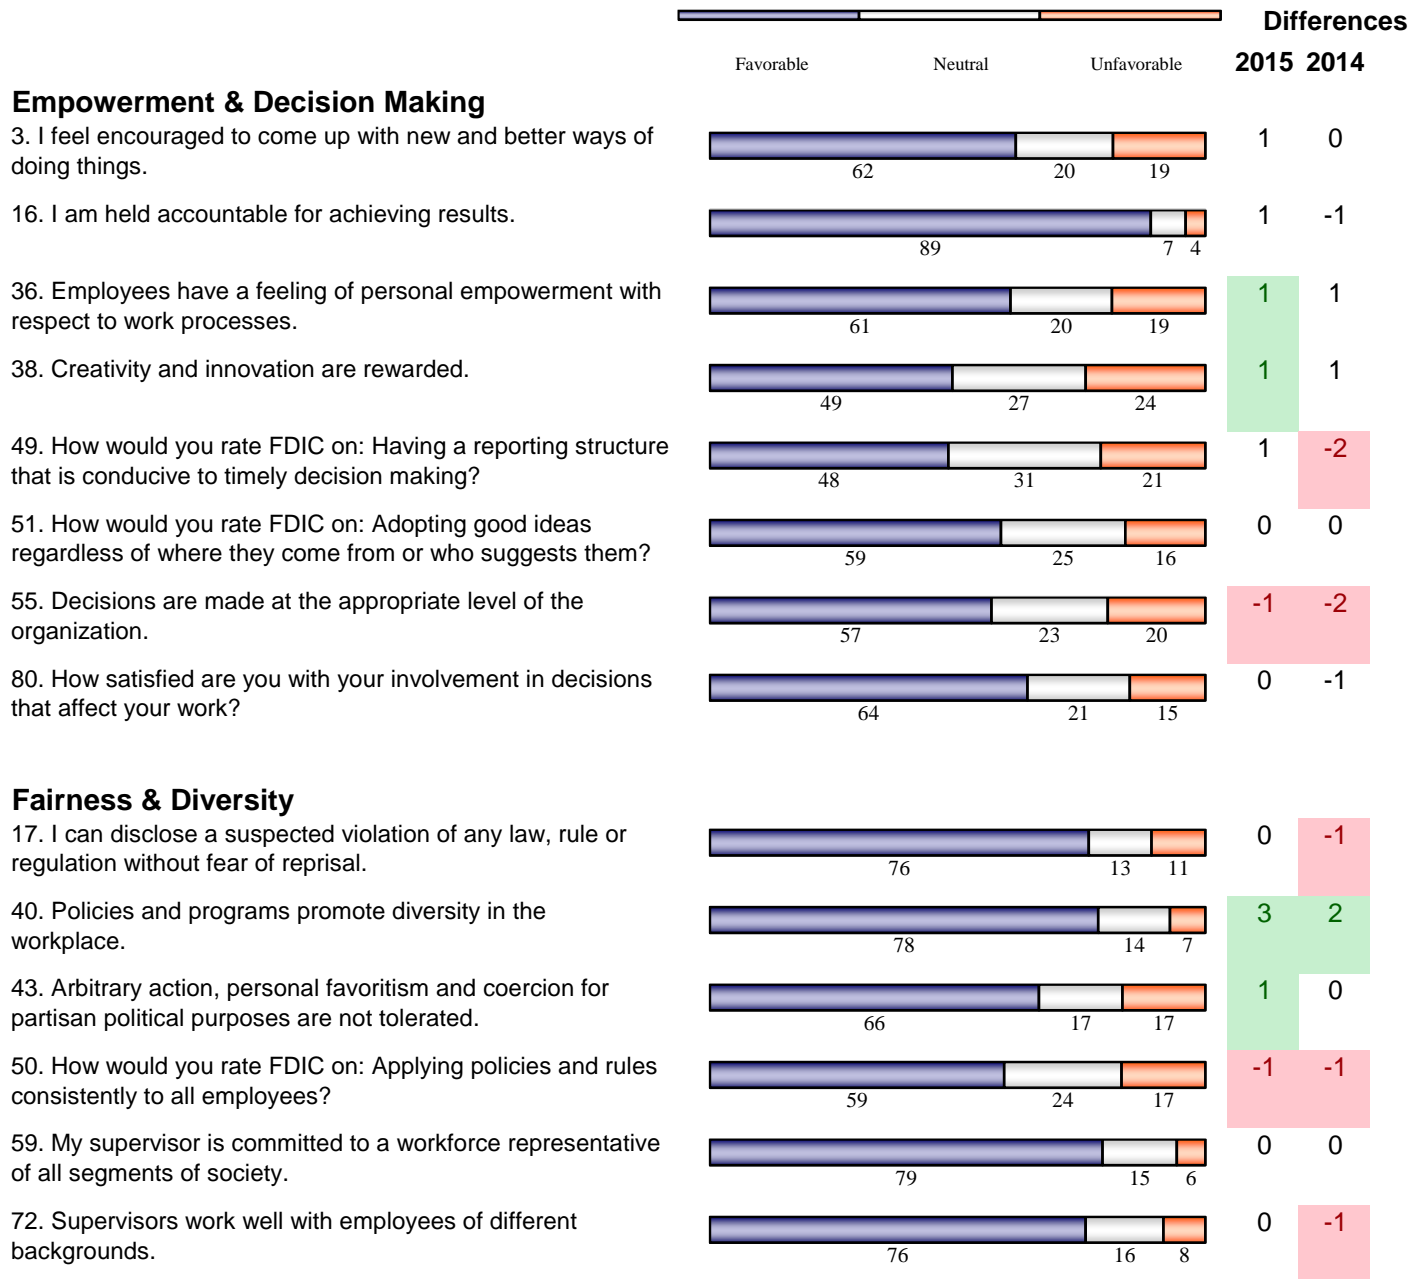 Differences
Favorable Neutral Unfavorable 2015 2014
Empowerment & Decision Making
3. I feel encouraged to come up with new and better ways of
doing things.
62 20 19
1 0
16. I am held accountable for achieving results.
89 7 4
1 -1
36. Employees have a feeling of personal empowerment with
respect to work processes.
61 20 19
1 1
38. Creativity and innovation are rewarded.
49 27 24
1 1
49. How would you rate FDIC on: Having a reporting structure
that is conducive to timely decision making?
48 31 21
1 -2
51. How would you rate FDIC on: Adopting good ideas
regardless of where they come from or who suggests them?
59 25 16
0 0
55. Decisions are made at the appropriate level of the
organization.
57 23 20
-1 -2
80. How satisfied are you with your involvement in decisions
that affect your work?
64 21 15
0 -1
Fairness & Diversity
17. I can disclose a suspected violation of any law, rule or
regulation without fear of reprisal.
76 13 11
0 -1
40. Policies and programs promote diversity in the
workplace.
78 14 7
3 2
43. Arbitrary action, personal favoritism and coercion for
partisan political purposes are not tolerated.
66 17 17
1 0
50. How would you rate FDIC on: Applying policies and rules
consistently to all employees?
59 24 17
-1 -1
59. My supervisor is committed to a workforce representative
of all segments of society.
79 15 6
0 0
72. Supervisors work well with employees of different
backgrounds.
76 16 8
0 -1